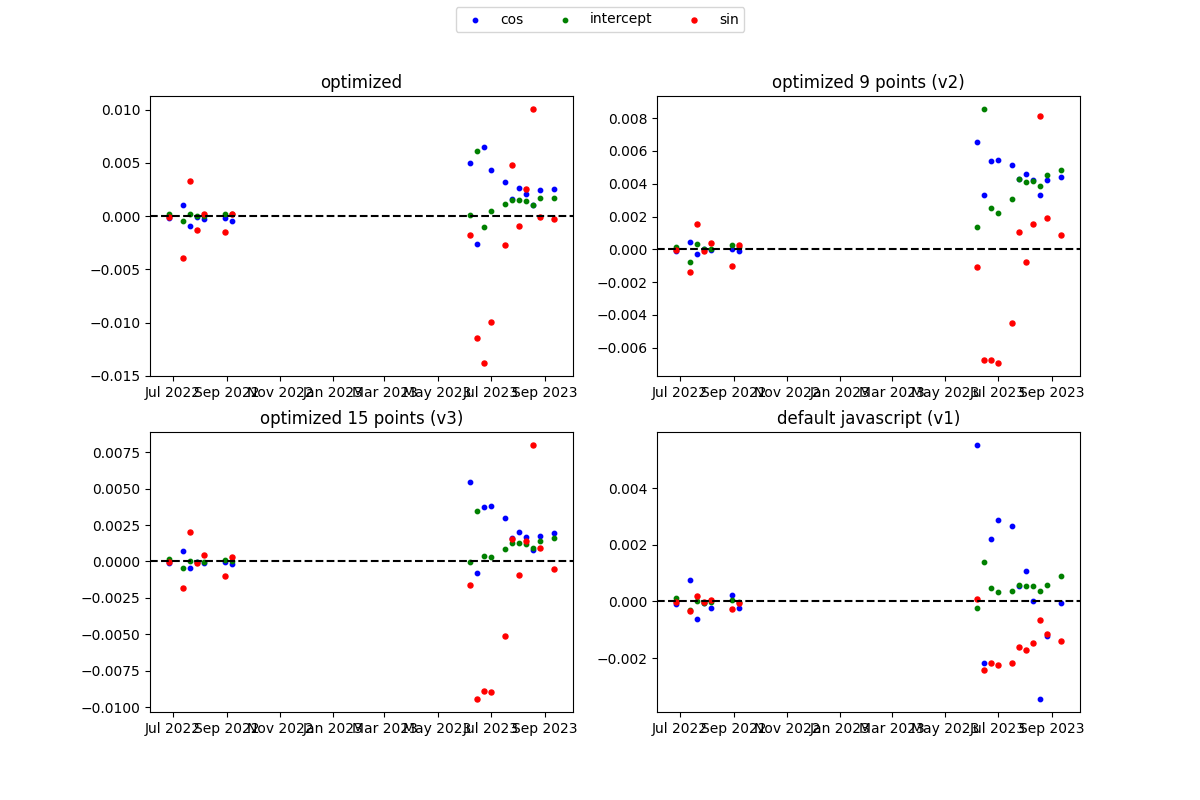 cos intercept sin
optimized
0.010
0.005
0.000
−0.005
−0.010
−0.015
Jul 2022 Sep 2022 Nov 2022 Jan 2023 Mar 2023 May 2023 Jul 2023 Sep 2023
optimized 9 points (v2)
0.008
0.006
0.004
0.002
0.000
−0.002
−0.004
−0.006
Jul 2022 Sep 2022 Nov 2022 Jan 2023 Mar 2023 May 2023 Jul 2023 Sep 2023
optimized 15 points (v3)
0.0075
0.0050
0.0025
0.0000
−0.0025
−0.0050
−0.0075
−0.0100
Jul 2022 Sep 2022 Nov 2022 Jan 2023 Mar 2023 May 2023 Jul 2023 Sep 2023
default javascript (v1)
0.004
0.002
0.000
−0.002
Jul 2022 Sep 2022 Nov 2022 Jan 2023 Mar 2023 May 2023 Jul 2023 Sep 2023